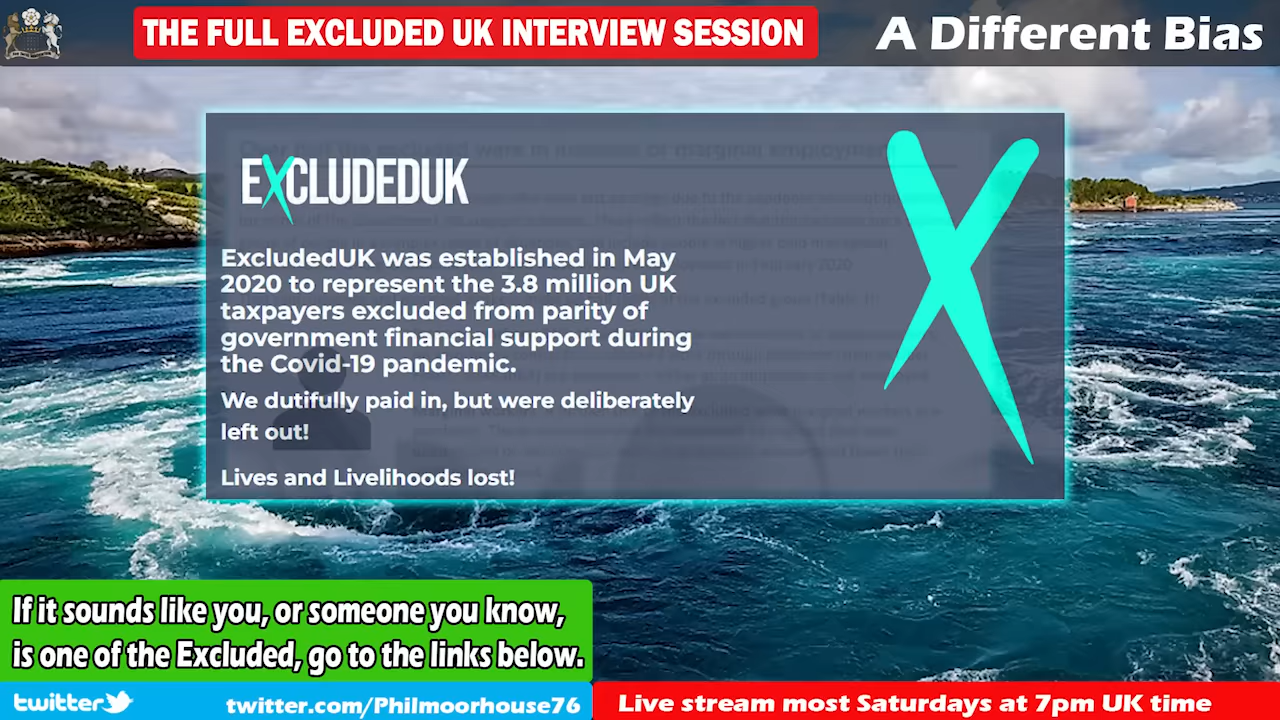 THE FULL EXCLUDED UK INTERVIEW SESSION
A Different Bias
EXCLUDEDUK
ExcludedUK was established in May
2020 to represent the 3.8 million UK
taxpayers excluded from parity of
government financial support during
the Covid-19 pandemic.
We dutifully paid in, but were deliberately
left out!
Lives and Livelihoods lost!
If it sounds like you, or someone you know,
is one of the Excluded, go to the links below.
twitter
twitter.com/Philmoorhouse76
Live stream most Saturdays at 7pm UK time